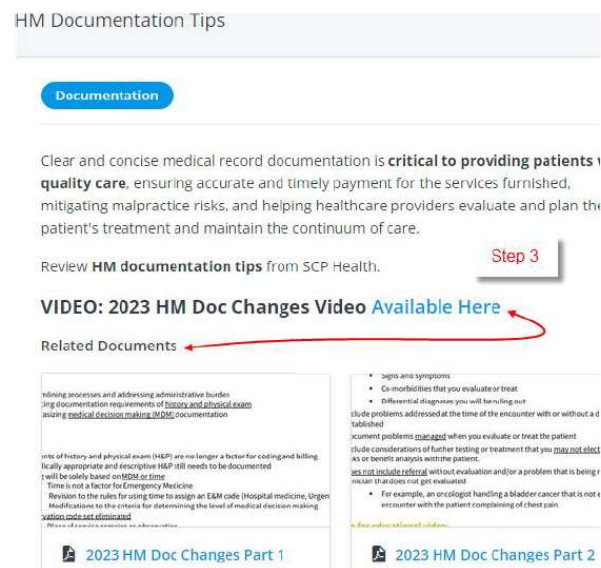 HM Documentation Tips
Documentation
Clear and concise medical record documentation is critical to providing patients
quality care, ensuring accurate and timely payment for the services furnished,
mitigating malpractice risks, and helping healthcare providers evaluate and plan the
patient's treatment and maintain the continuum of care.
Step 3
Review HM documentation tips from SCP Health.
VIDEO: 2023 HM Doc Changes Video Available Here
Related Documents
mlining processes and addressing administrative burden
ing documentation requirements of history and physical exam
asizing medical decision making (MDM) documentation
nts of history and physical exam (H&P) are no longer a factor for coding and billing
ically appropriate and descriptive H&P still needs to be documented
will be solely based on MDM or time
Time is not a factor for Emergency Medicine
Revision to the rules for using time to assign an E&M code (Hospital medicine, Urgen
Modifications to the criteria for determining the level of medical decision making
vation code set eliminated
2023 HM Doc Changes Part 1
• Signs and symptoms
• Co-morbidities that you evaluate or treat
• Differential diagnoses you will be ruling out
clude problems addressed at the time of the encounter with or without a d
tablished
ocument problems managed when you evaluate or treat the patient
clude considerations of further testing or treatment that you may not elect
ks or benefit analysis with the patient.
es not include referral without evaluation and/or a problem that is being
nician that does not get evaluated
• For example, an oncologist handling a bladder cancer that is not
encounter with the patient complaining of chest pain
2023 HM Doc Changes Part 2